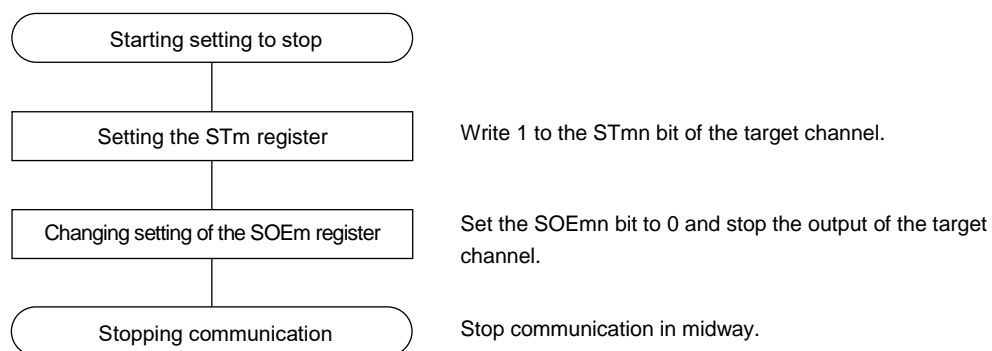 Starting setting to stop
Setting the STm register
Write 1 to the STmn bit of the target channel.
Changing setting of the SOEm register
Set the SOEmn bit to 0 and stop the output of the target
channel.
Stopping communication
Stop communication in midway.